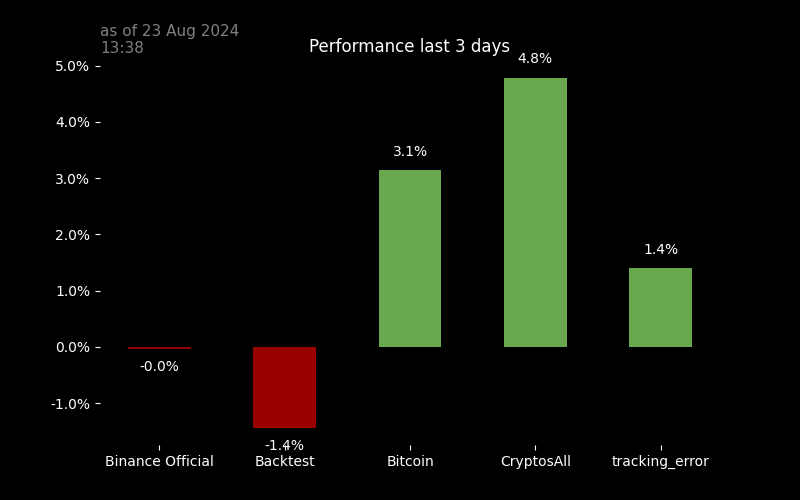 as of 23 Aug 2024
13:38
Performance last 3 days
5.0%
4.0%
3.0%
2.0%
1.0%
0.0%
-1.0%
-0.0%
-1.4%
3.1%
4.8%
1.4%
Binance Official
Backtest
Bitcoin
CryptosAll
tracking_error